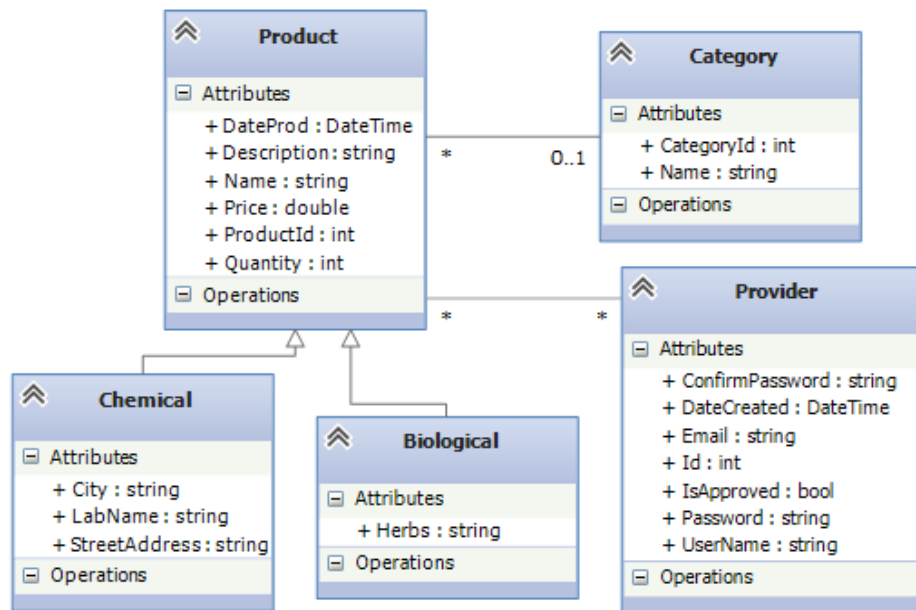 Product
Attributes
+ DateProd : DateTime
+ Description : string
+ Name : string
+ Price : double
+ ProductId : int
+ Quantity : int
Operations
Category
Attributes
+ CategoryId : int
+ Name : string
Operations
* 0..1
* *
Provider
Attributes
+ ConfirmPassword : string
+ DateCreated : DateTime
+ Email : string
+ Id : int
+ IsApproved : bool
+ Password : string
+ UserName : string
Operations
Chemical
Attributes
+ City : string
+ LabName : string
+ StreetAddress : string
Operations
Biological
Attributes
+ Herbs : string
Operations